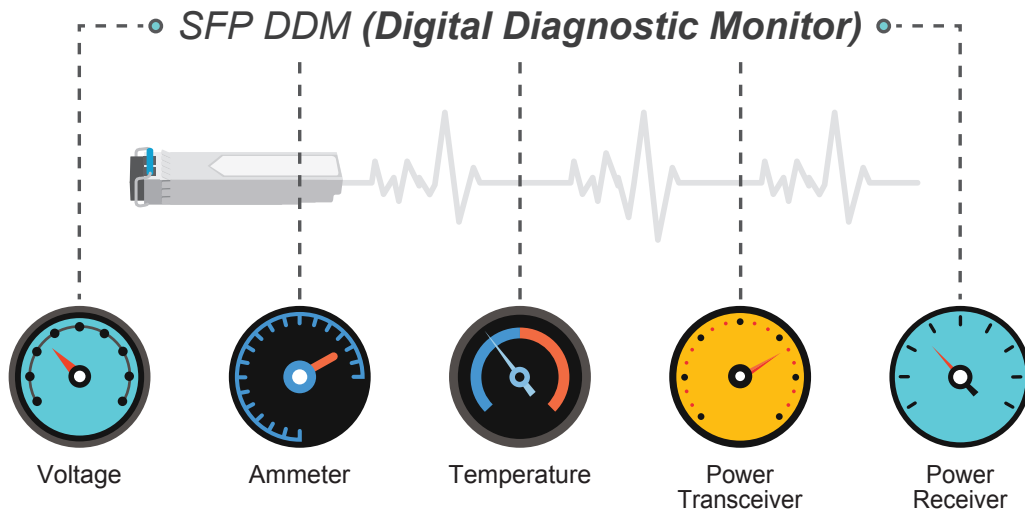 SFP DDM (Digital Diagnostic Monitor)
Voltage
Ammeter
Temperature
Power
Transceiver
Power
Receiver